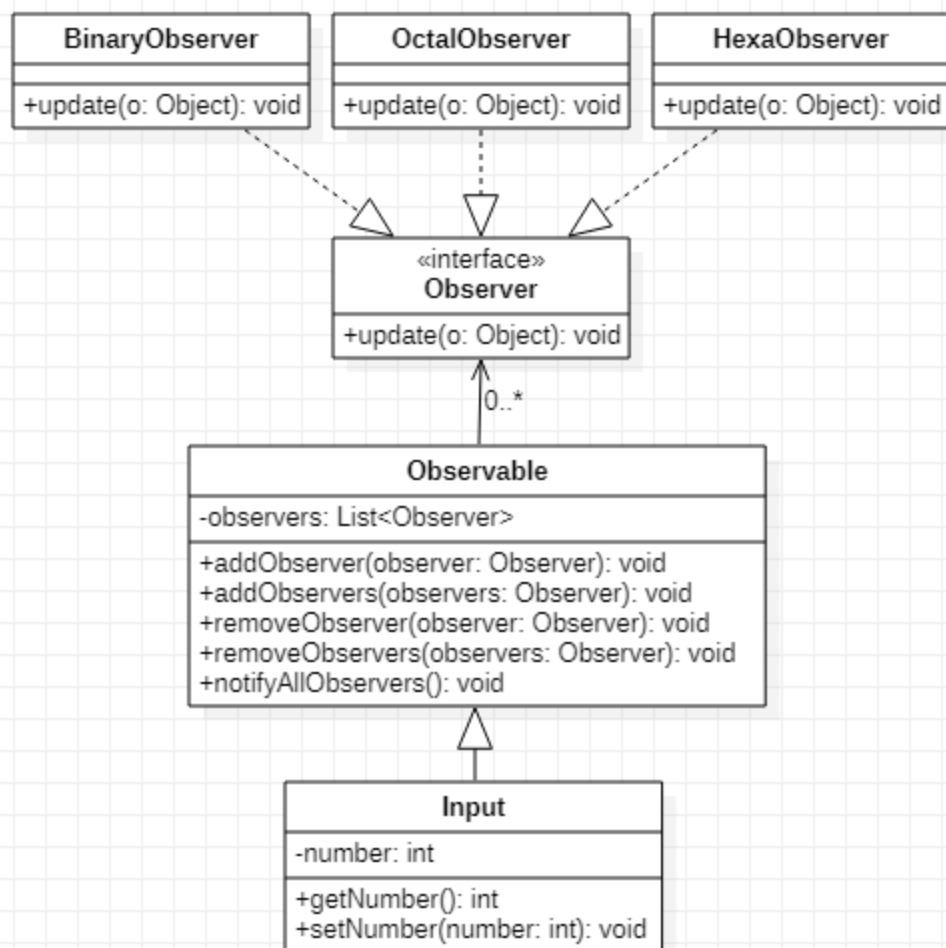 BinaryObserver
+update(o: Object): void
OctalObserver
+update(o: Object): void
HexaObserver
+update(o: Object): void
«interface»
Observer
+update(o: Object): void
0..*
Observable
-observers: List<Observer>
+addObserver(observer: Observer): void
+addObservers(observers: Observer): void
+removeObserver(observer: Observer): void
+removeObservers(observers: Observer): void
+notifyAllObservers(): void
Input
-number: int
+getNumber(): int
+setNumber(number: int): void